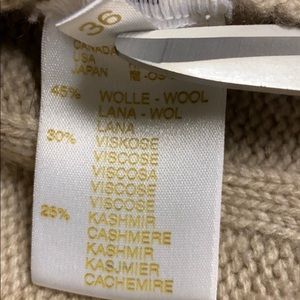 36
CANADA
USA
JAPAN
45% WOLLE - WOOL
LANA - WOL
LANA
30% VISKOSE
VISCOSE
VISCOSA
VISCOSE
VISCOSE
VISCOSE
25% KASHMIR
CASHMERE
KASHMIR
KASJMIER
CACHEMIRE